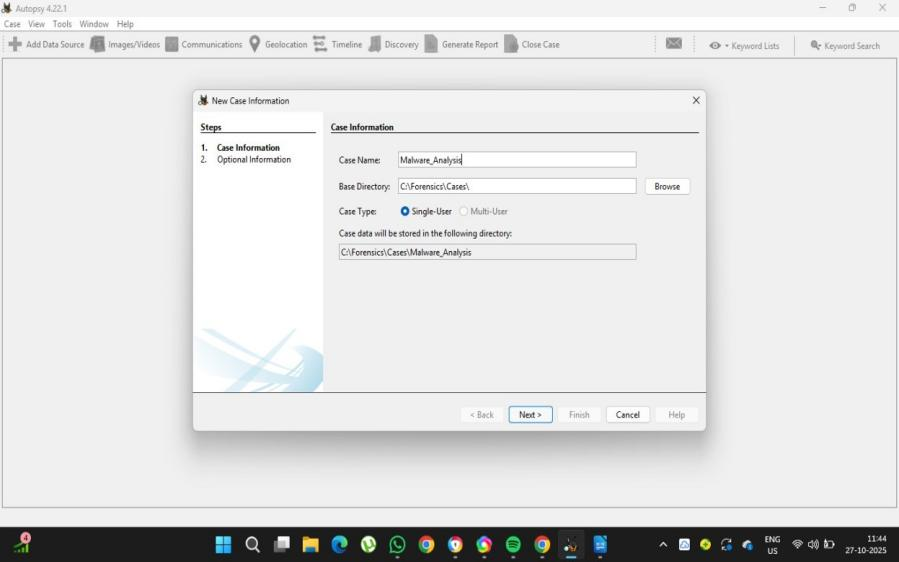 Autopsy 4.22.1
Case View Tools Window Help
Add Data Source Images/Videos Communications Geolocation Timeline Discovery Generate Report Close Case Keyword Lists Keyword Search
New Case Information
Steps
1. Case Information
2. Optional Information
Case Information
Case Name: Malware_Analysis
Base Directory: C:\Forensics\Cases\ Browse
Case Type: Single-User Multi-User
Case data will be stored in the following directory:
C:\Forensics\Cases\Malware_Analysis
< Back Next > Finish Cancel Help
4
ENG
US
11:44
27-10-2025